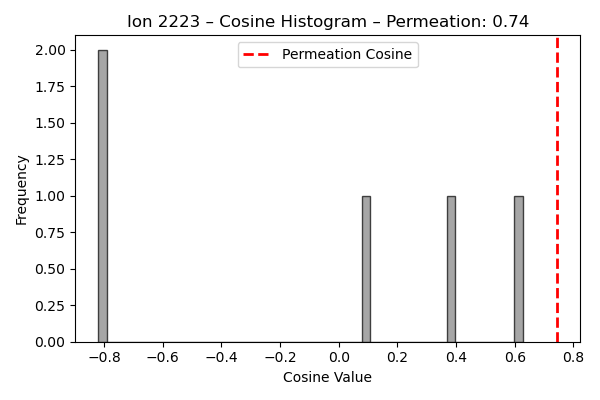 Ion 2223 – Cosine Histogram – Permeation: 0.74
Permeation Cosine
Frequency
2.00
1.75
1.50
1.25
1.00
0.75
0.50
0.25
0.00
−0.8 −0.6 −0.4 −0.2 0.0 0.2 0.4 0.6 0.8
Cosine Value